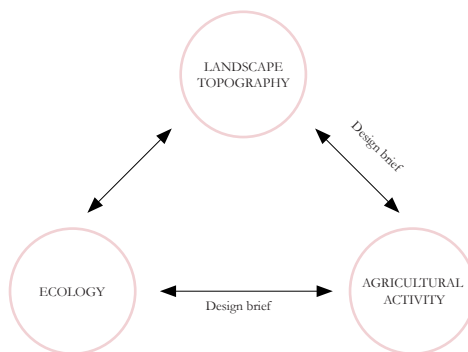 LANDSCAPE
TOPOGRAPHY
Design brief
ECOLOGY
AGRICULTURAL
ACTIVITY
Design brief